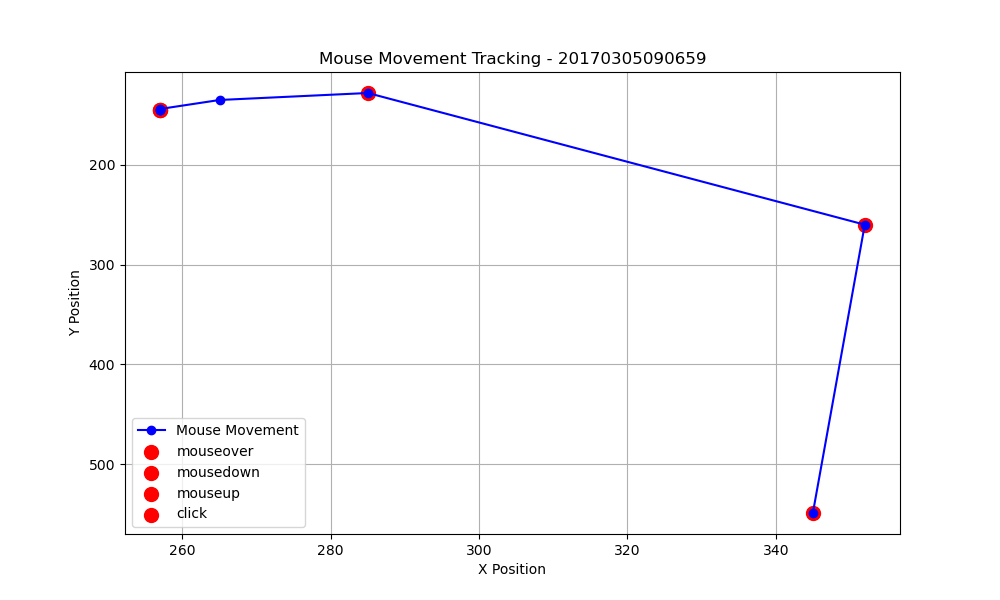 Mouse Movement Tracking - 20170305090659
200
300
400
500
Y Position
Mouse Movement
mouseover
mousedown
mouseup
click
260 280 300 320 340
X Position